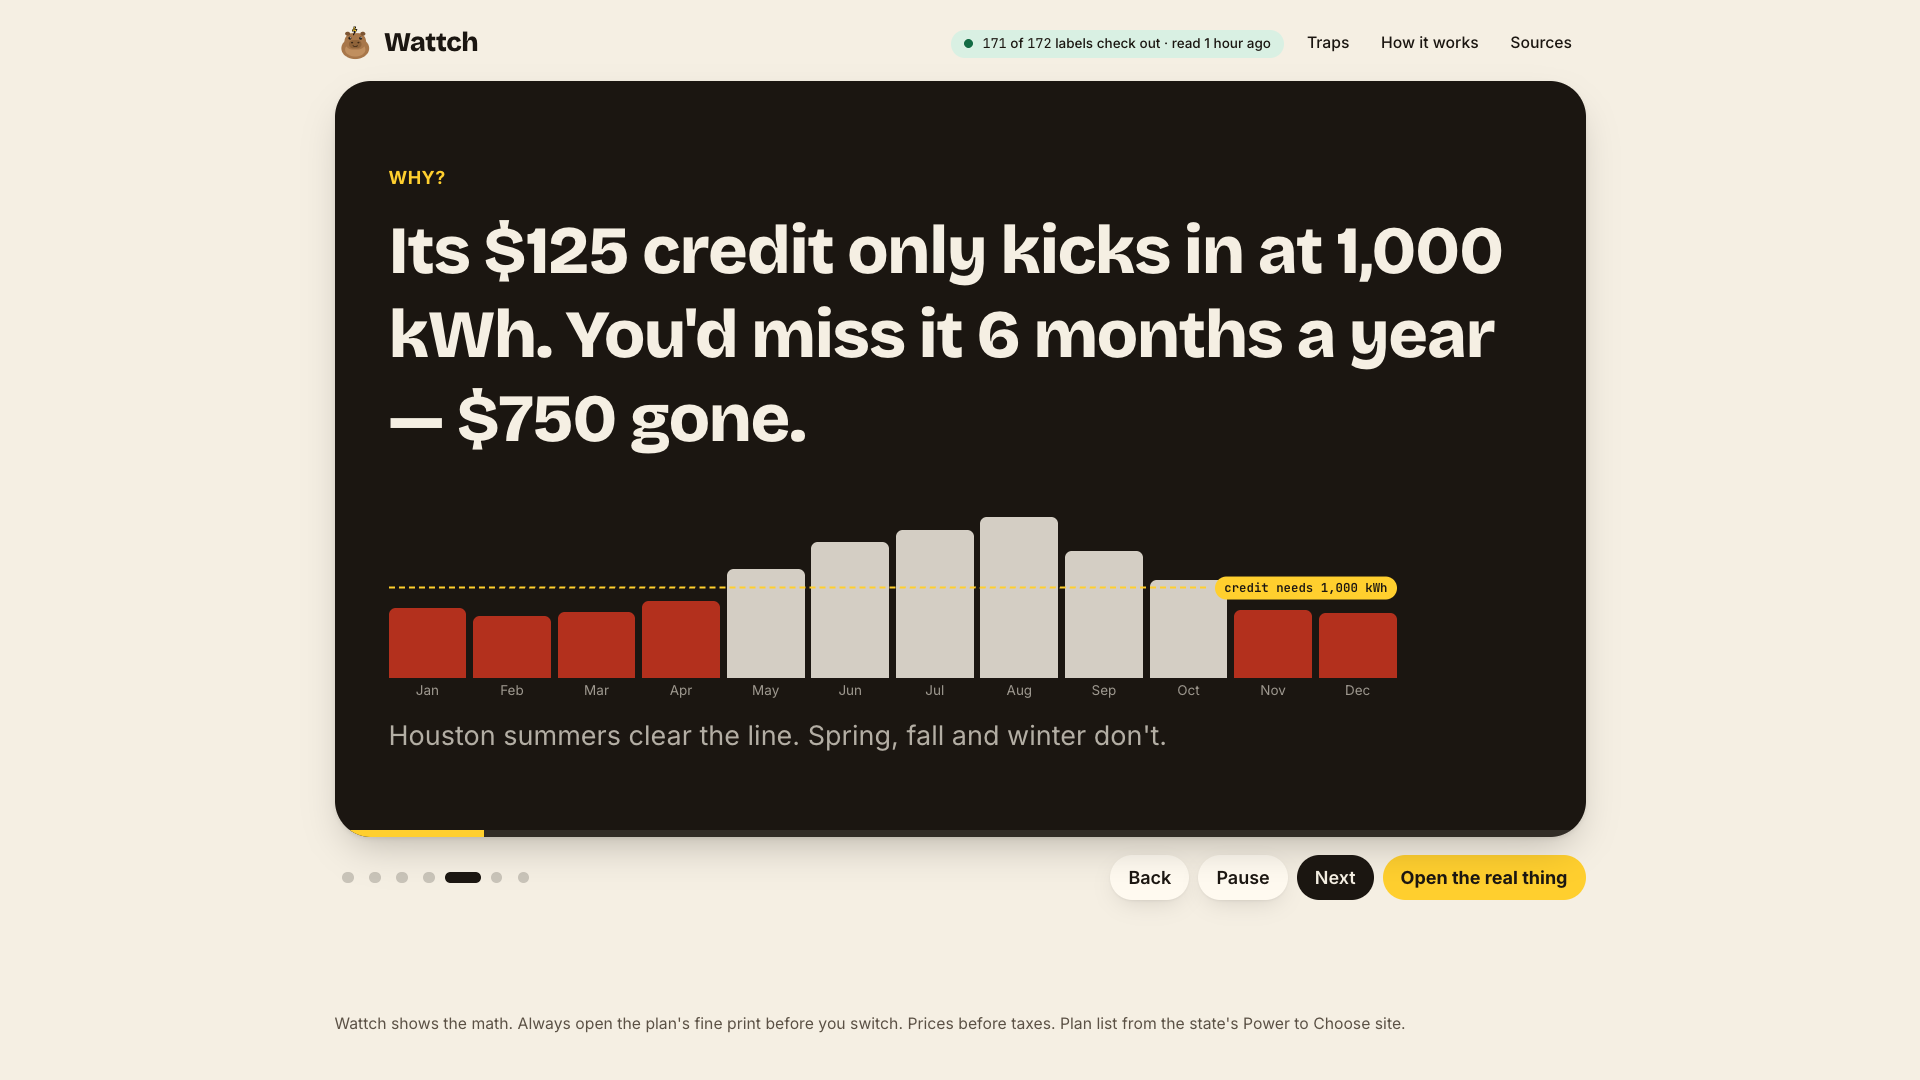 Wattch
171 of 172 labels check out · read 1 hour ago
Traps
How it works
Sources
WHY?
Its $125 credit only kicks in at 1,000
kWh. You'd miss it 6 months a year
— $750 gone.
credit needs 1,000 kWh
Jan Feb Mar Apr May Jun Jul Aug Sep Oct Nov Dec
Houston summers clear the line. Spring, fall and winter don't.
Back
Pause
Next
Open the real thing
Wattch shows the math. Always open the plan's fine print before you switch. Prices before taxes. Plan list from the state's Power to Choose site.